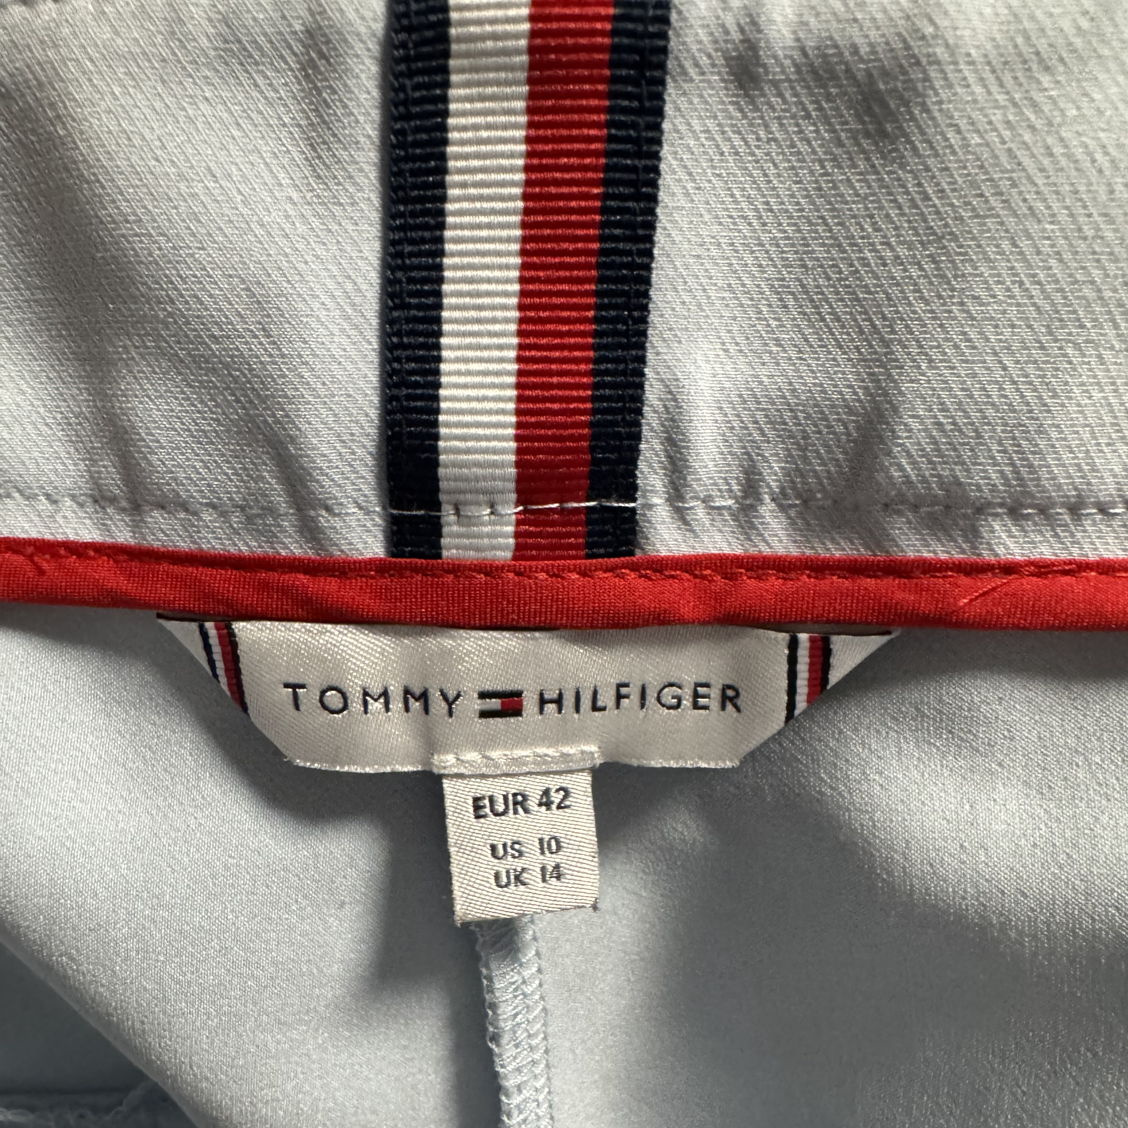 TOMMY HILFIGER
EUR 42
US 10
UK 14